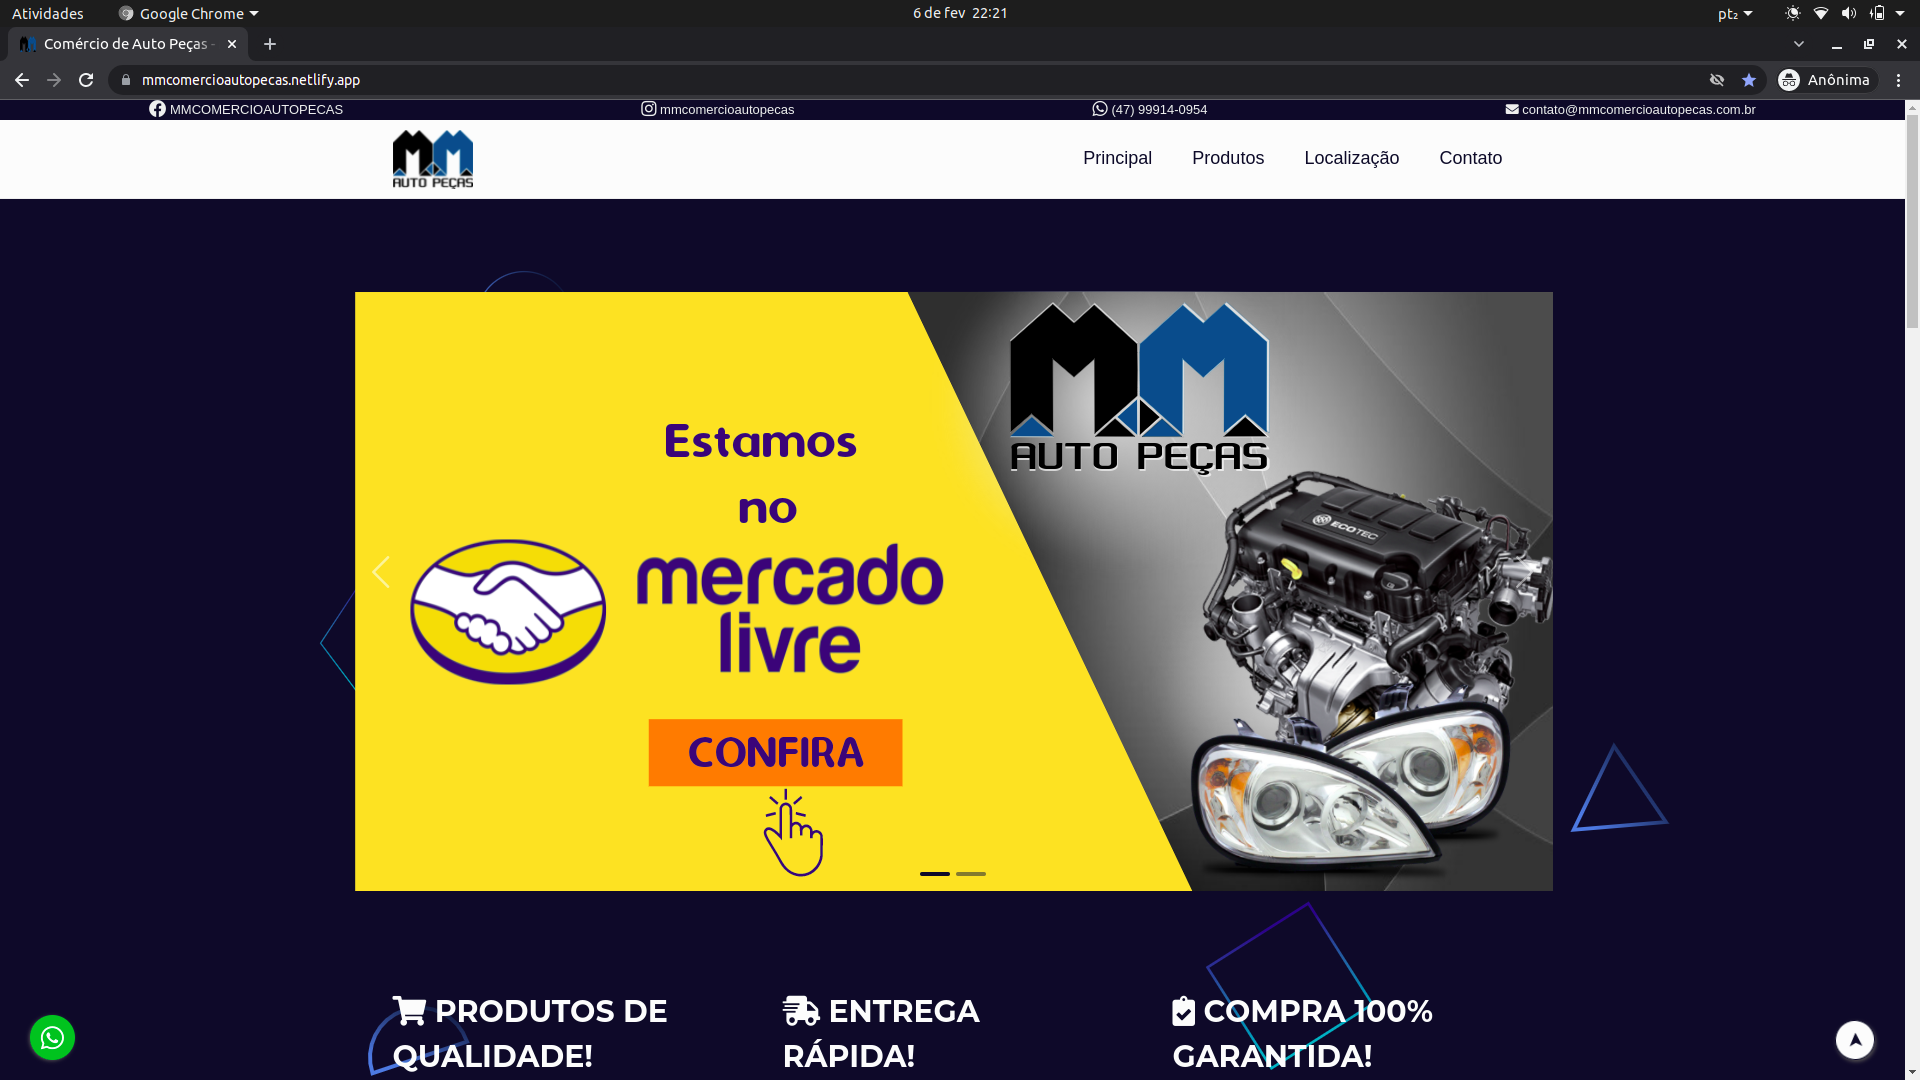 Atividades
Google Chrome
6 de fev 22:21
pt₂
Comércio de Auto Peças -
mmcomercioautopecas.netlify.app
Anônima
MMCOMERCIOAUTOPECAS
mmcomercioautopecas
(47) 99914-0954
contato@mmcomercioautopecas.com.br
MM
AUTO PEÇAS
Principal
Produtos
Localização
Contato
Estamos
no
mercado
livre
CONFIRA
MM
AUTO PEÇAS
ECOTEC
PRODUTOS DE
QUALIDADE!
ENTREGA
RÁPIDA!
COMPRA 100%
GARANTIDA!